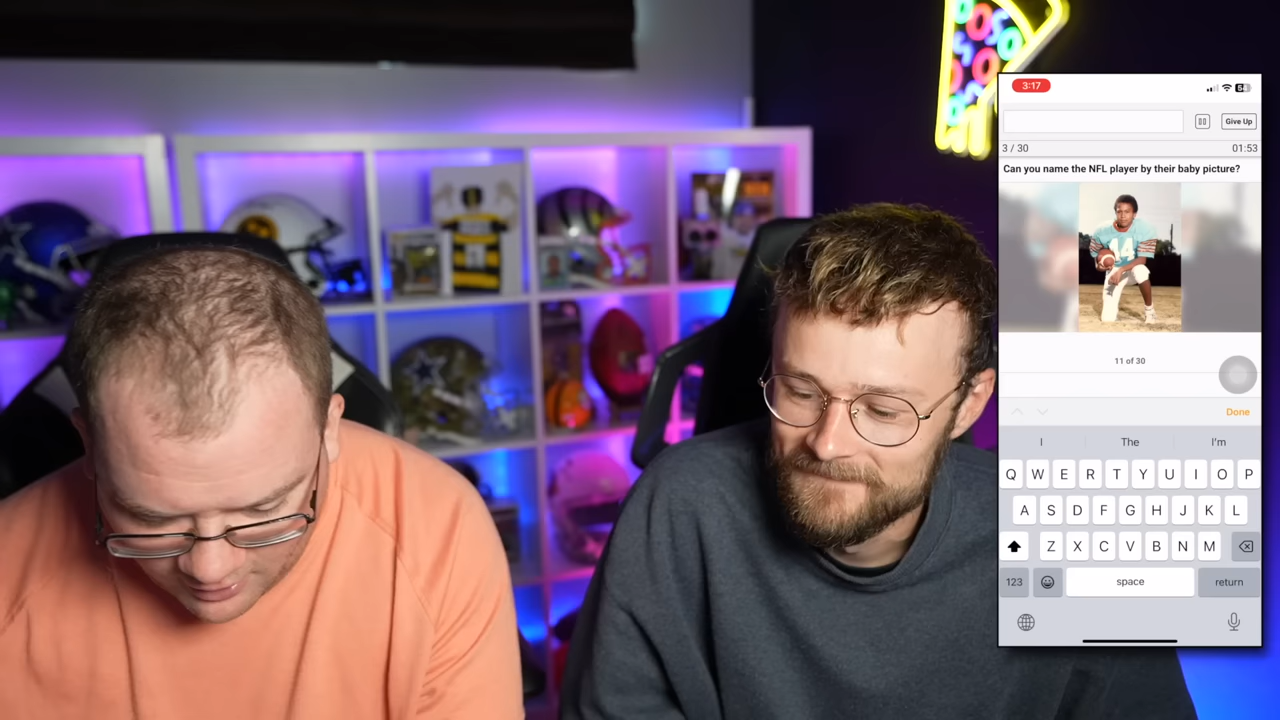 3:17
Give Up
3 / 30
01:53
Can you name the NFL player by their baby picture?
44
11 of 30
Done
I The I'm
Q W E R T Y U I O P
A S D F G H J K L
Z X C V B N M
123 space return